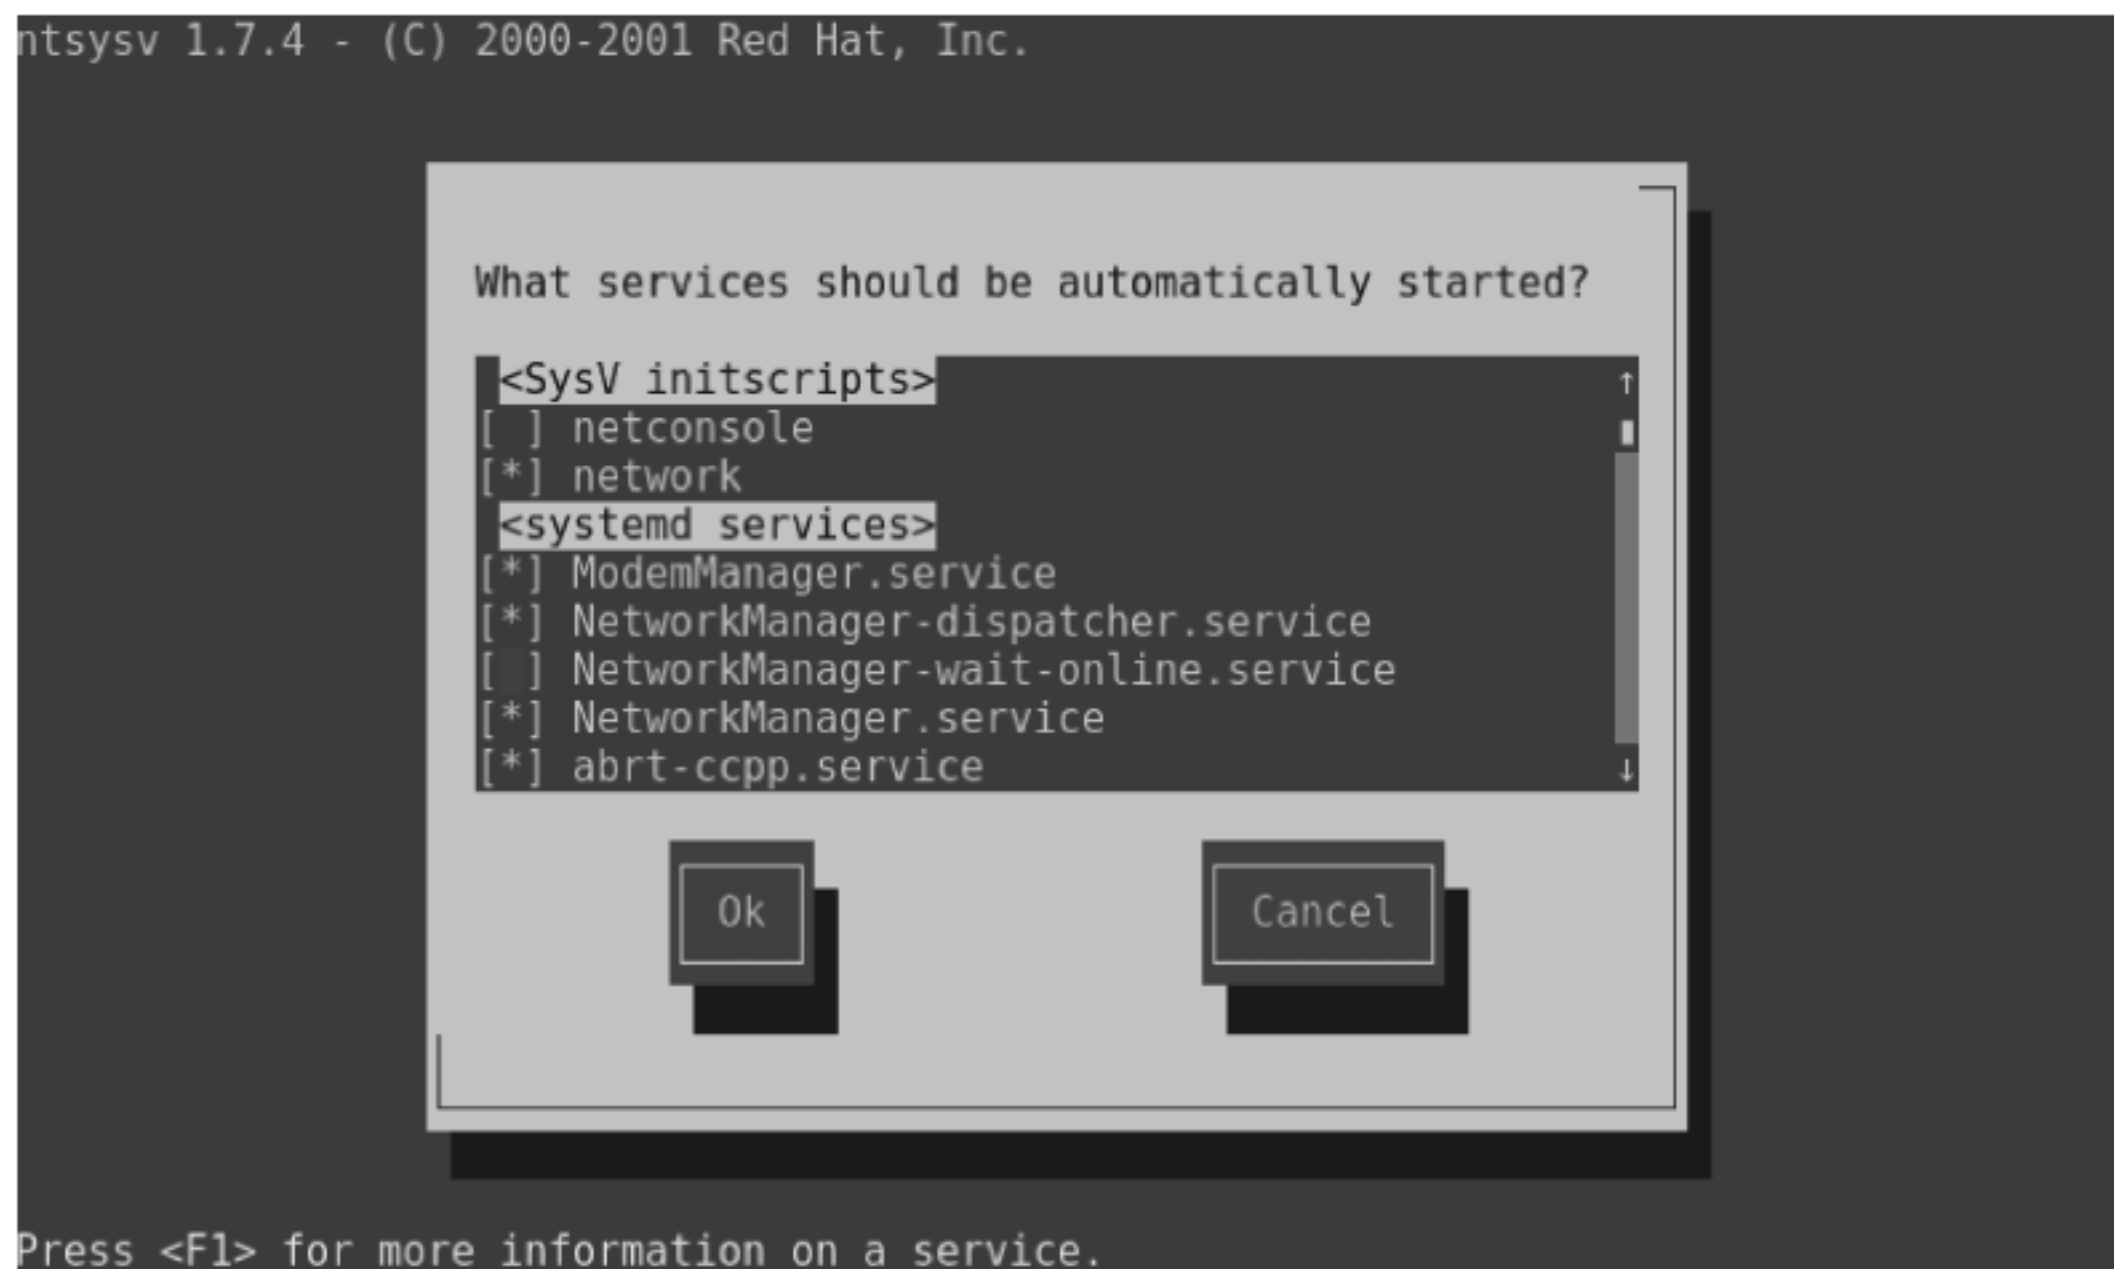 ntsysv 1.7.4 - (C) 2000-2001 Red Hat, Inc.
What services should be automatically started?
<SysV initscripts> ↑
[ ] netconsole
[*] network
<systemd services>
[*] ModemManager.service
[*] NetworkManager-dispatcher.service
[ ] NetworkManager-wait-online.service
[*] NetworkManager.service
[*] abrt-ccpp.service ↓
Ok Cancel
Press <F1> for more information on a service.